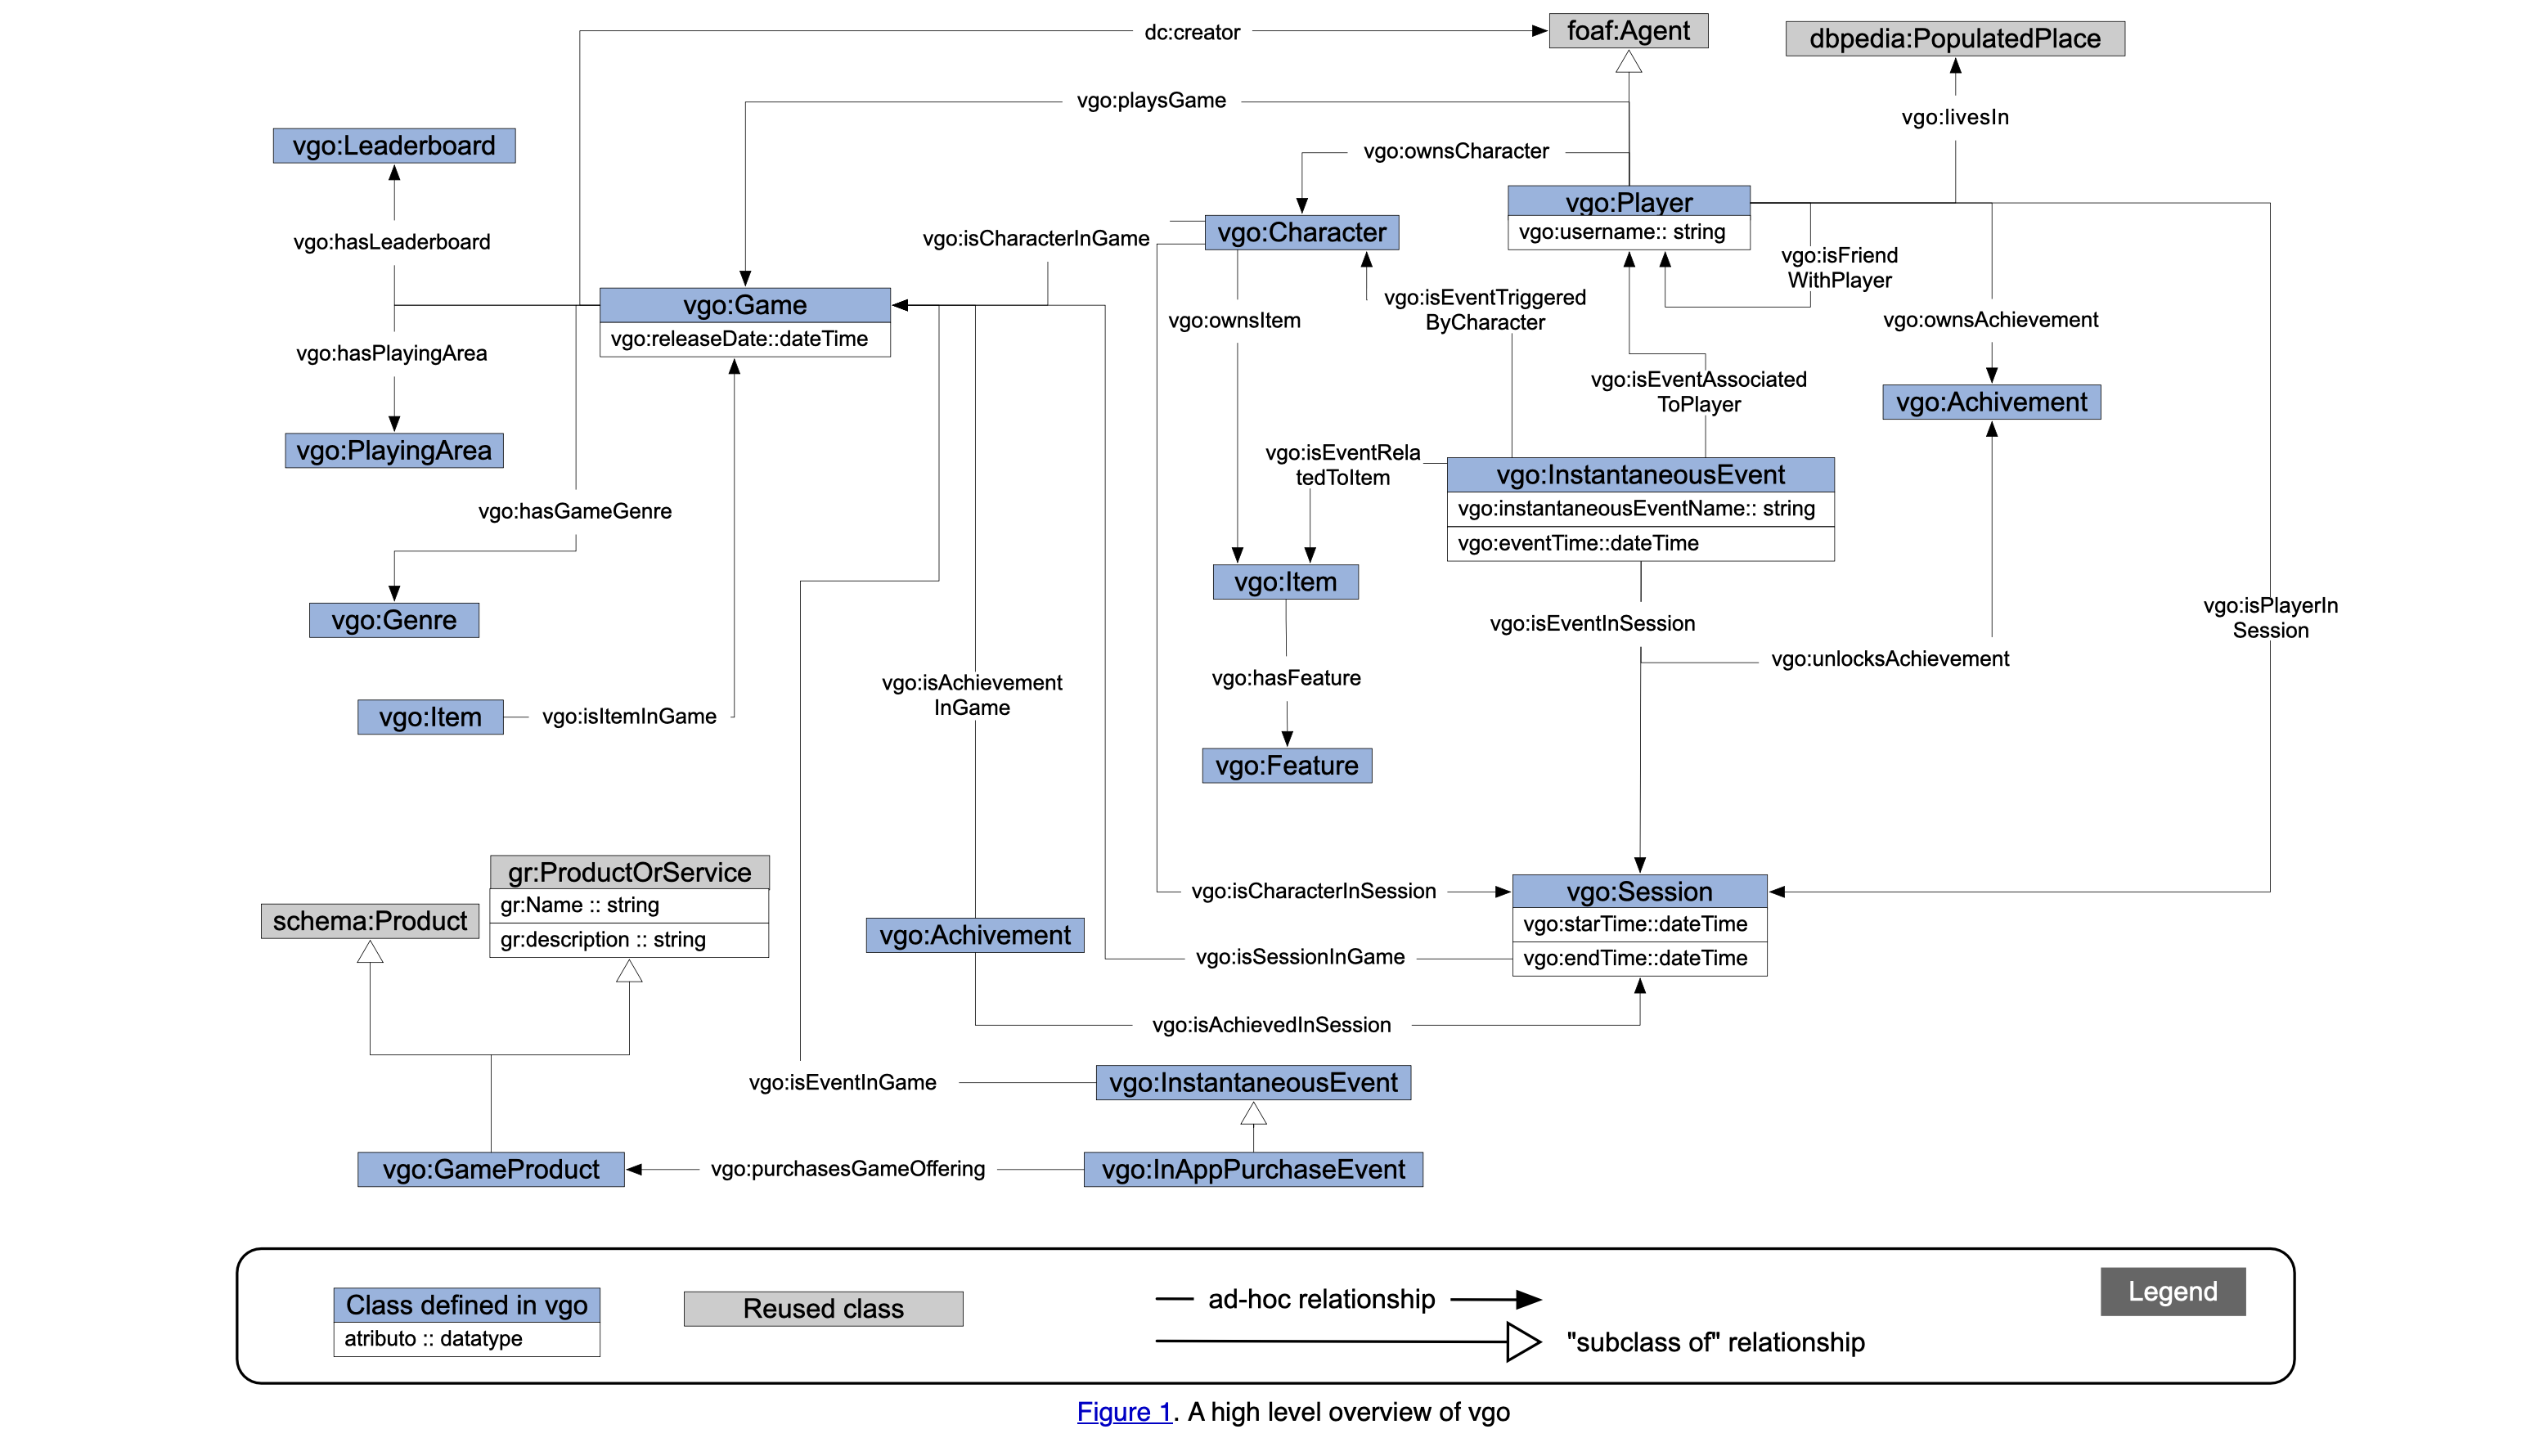 dc:creator
foaf:Agent
dbpedia:PopulatedPlace
vgo:playsGame
vgo:livesIn
vgo:Leaderboard
vgo:ownsCharacter
vgo:Player
vgo:username:: string
vgo:Character
vgo:isCharacterInGame
vgo:hasLeaderboard
vgo:isFriend
WithPlayer
vgo:Game
vgo:releaseDate::dateTime
vgo:isEventTriggered
ByCharacter
vgo:ownsItem
vgo:ownsAchievement
vgo:hasPlayingArea
vgo:isEventAssociated
ToPlayer
vgo:Achivement
vgo:PlayingArea
vgo:isEventRela
tedToItem
vgo:InstantaneousEvent
vgo:instantaneousEventName:: string
vgo:eventTime::dateTime
vgo:hasGameGenre
vgo:Item
vgo:Genre
vgo:isEventInSession
vgo:isPlayerIn
Session
vgo:unlocksAchievement
vgo:hasFeature
vgo:isAchievement
InGame
vgo:Item
vgo:isItemInGame
vgo:Feature
gr:ProductOrService
gr:Name :: string
gr:description :: string
schema:Product
vgo:isCharacterInSession
vgo:Session
vgo:starTime::dateTime
vgo:endTime::dateTime
vgo:Achivement
vgo:isSessionInGame
vgo:isAchievedInSession
vgo:isEventInGame
vgo:InstantaneousEvent
vgo:GameProduct
vgo:purchasesGameOffering
vgo:InAppPurchaseEvent
Class defined in vgo
atributo :: datatype
Reused class
ad-hoc relationship
"subclass of" relationship
Legend
Figure 1. A high level overview of vgo